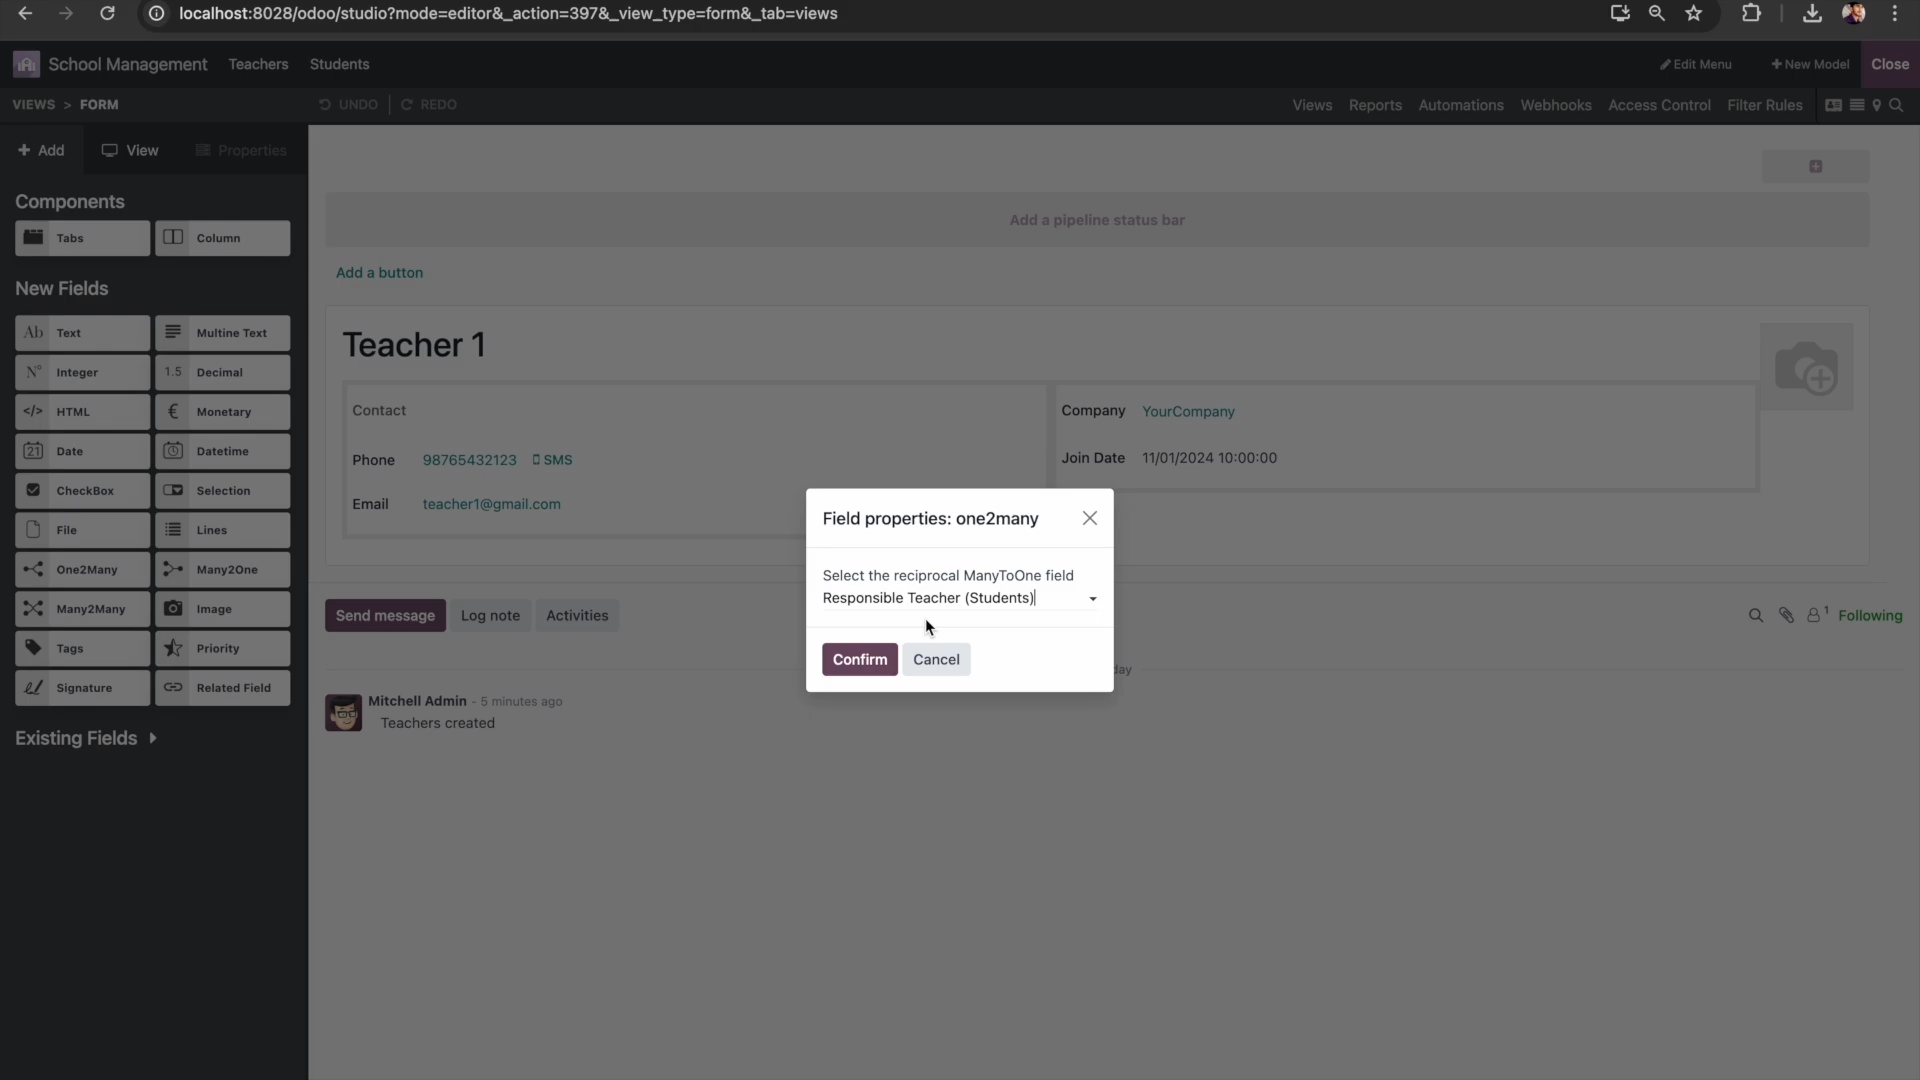 localhost:8028/odoo/studio?mode=editor&_action=397&_view_type=form&_tab=views
School Management Teachers Students Edit Menu New Model Close
VIEWS > FORM UNDO REDO Views Reports Automations Webhooks Access Control Filter Rules
Add View Properties
Components
Tabs Column
New Fields
Ab Text Multine Text
N° Integer 1.5 Decimal
</> HTML € Monetary
21 Date Datetime
CheckBox Selection
File Lines
One2Many Many2One
Many2Many Image
Tags Priority
Signature Related Field
Existing Fields
Add a pipeline status bar
Add a button
Teacher 1
Contact
Phone 98765432123 SMS
Email teacher1@gmail.com
Company YourCompany
Join Date 11/01/2024 10:00:00
Field properties: one2many
Select the reciprocal ManyToOne field
Responsible Teacher (Students)
Confirm Cancel
Send message Log note Activities 1 Following
day
Mitchell Admin - 5 minutes ago
Teachers created